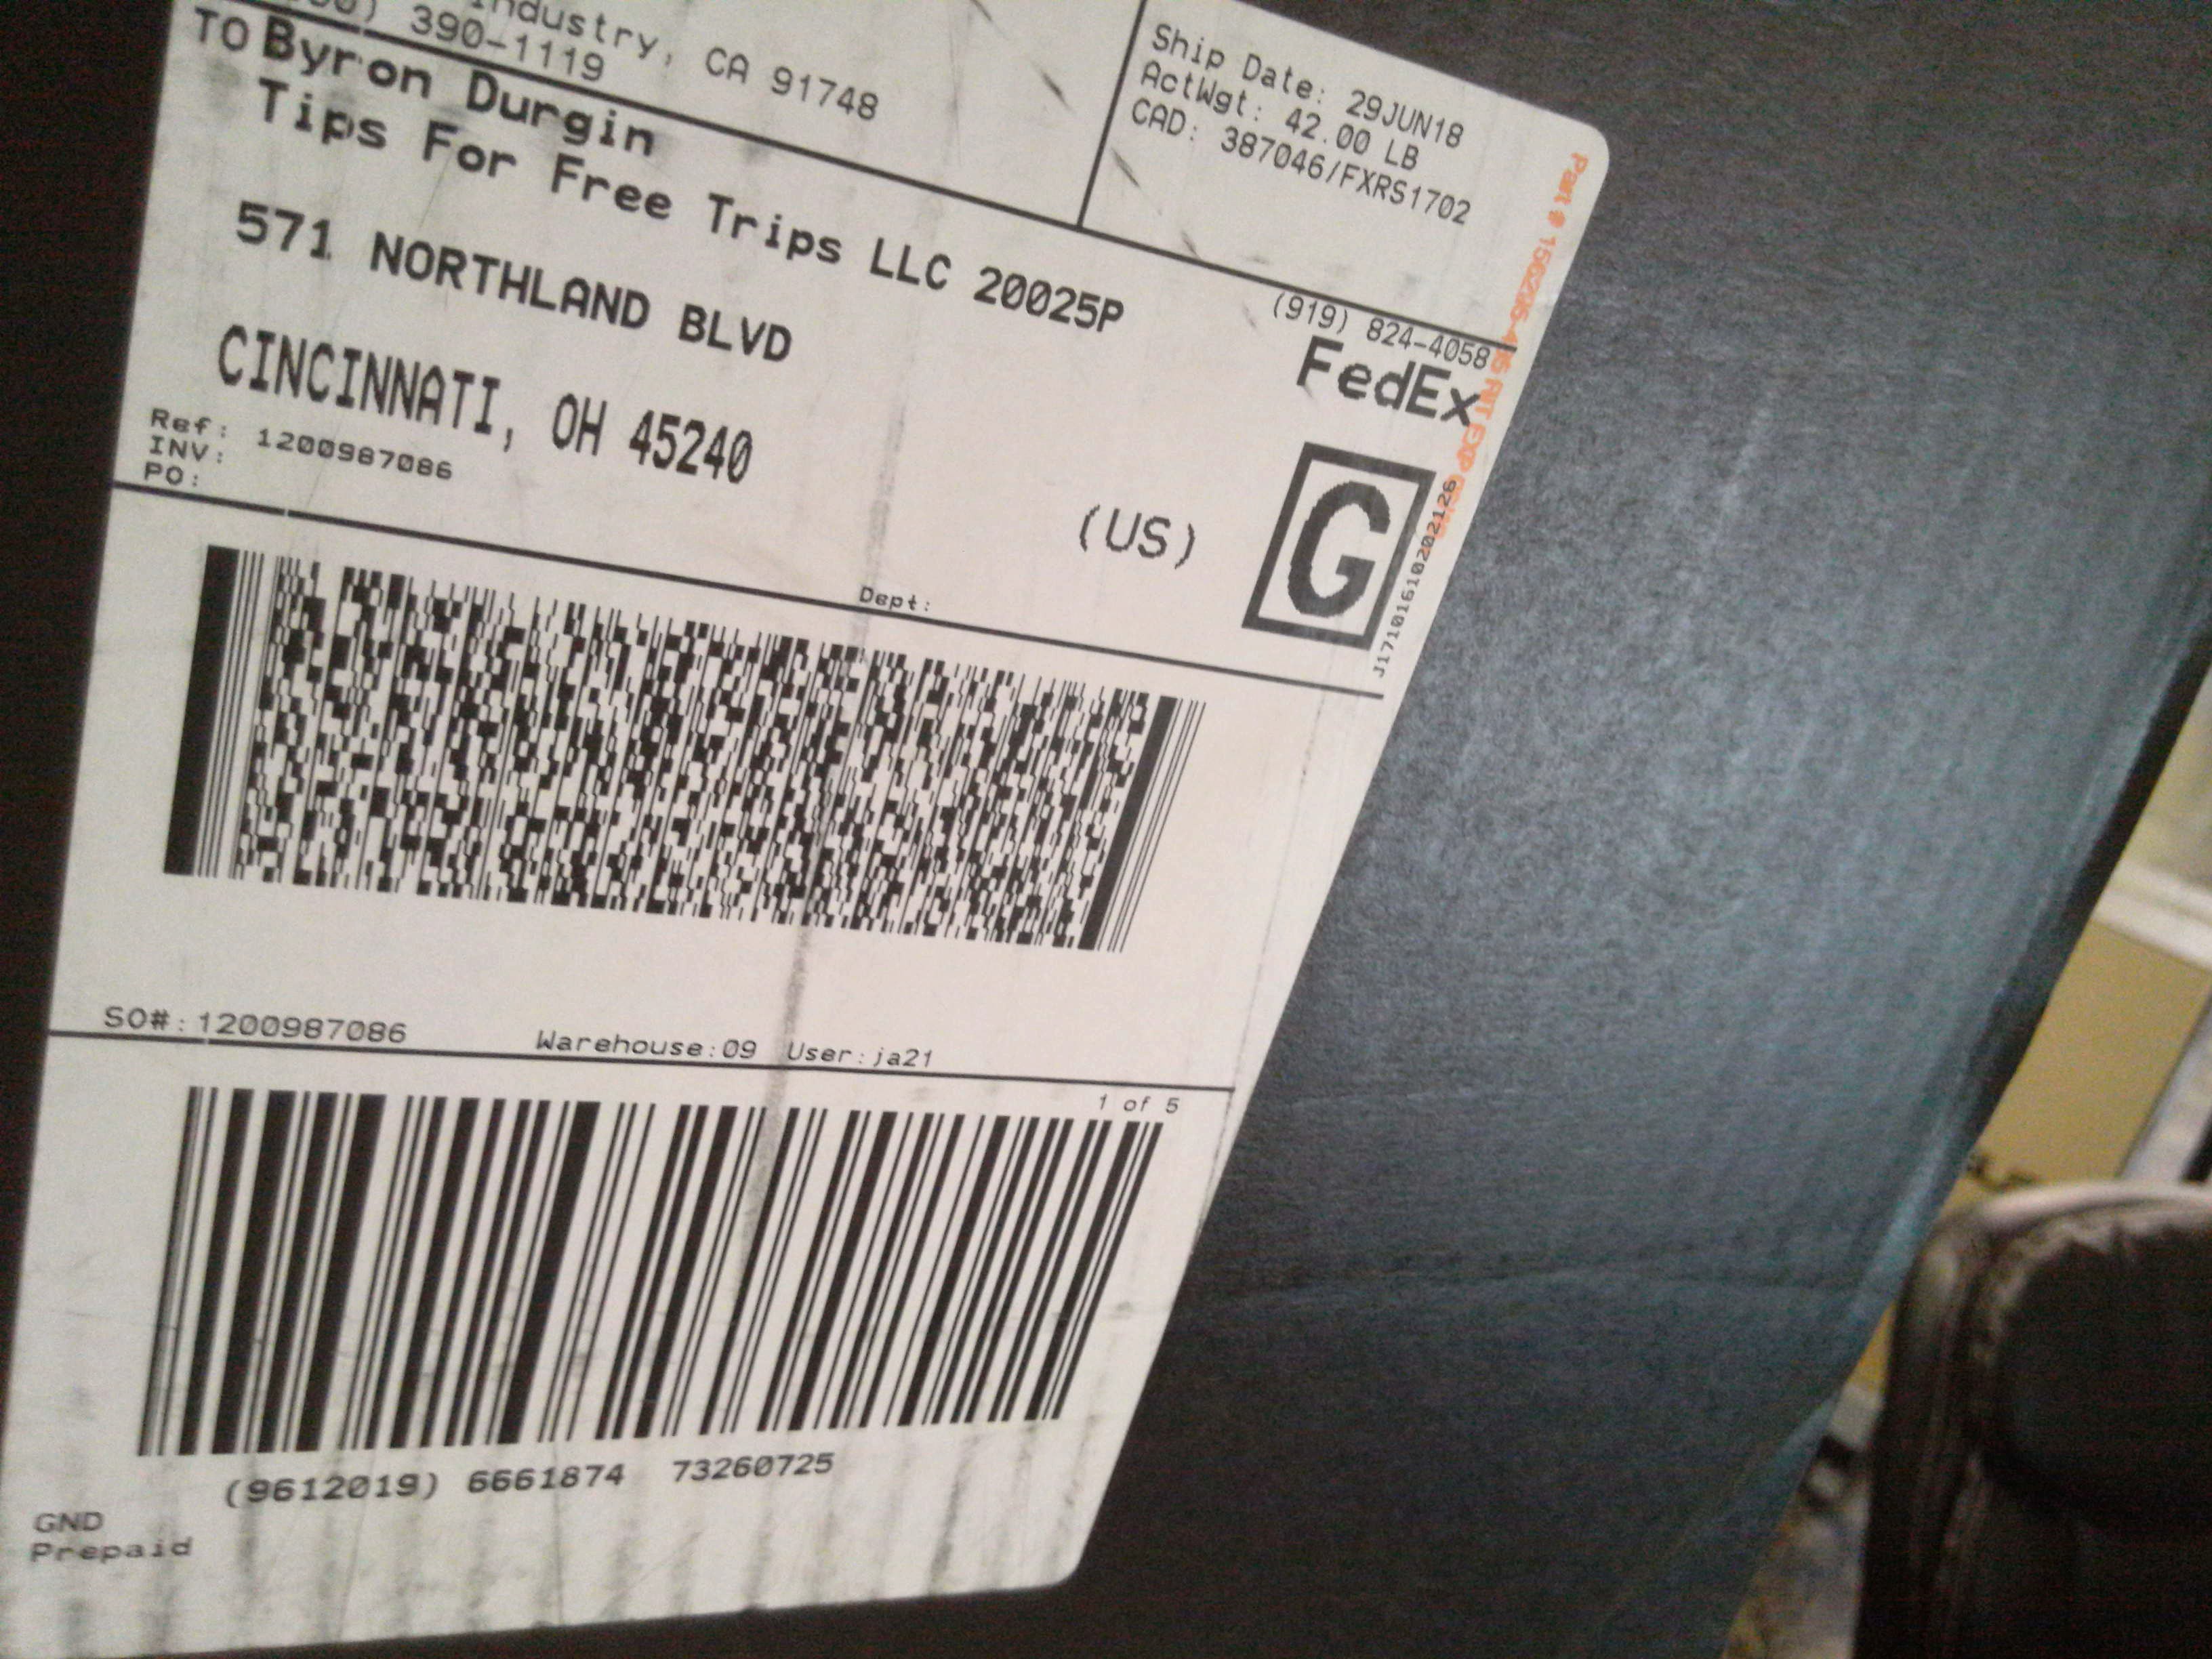 Industry, CA 91748
390-1119
Ship Date: 29JUN18
ActWgt: 42.00 LB
CAD: 387046/FXRS1702
TO Byron Durgin
Tips For Free Trips LLC 20025P
571 NORTHLAND BLVD
(919) 824-4058
CINCINNATI, OH 45240
FedEx
Ref: 1200987086
INV:
PO:
(US)
G
Dept:
J171016102021 26
Part #
EXP
SO#:1200987086 Warehouse:09 User:ja21
1 of 5
(9612019) 6661874 73260725
GND
Prepaid